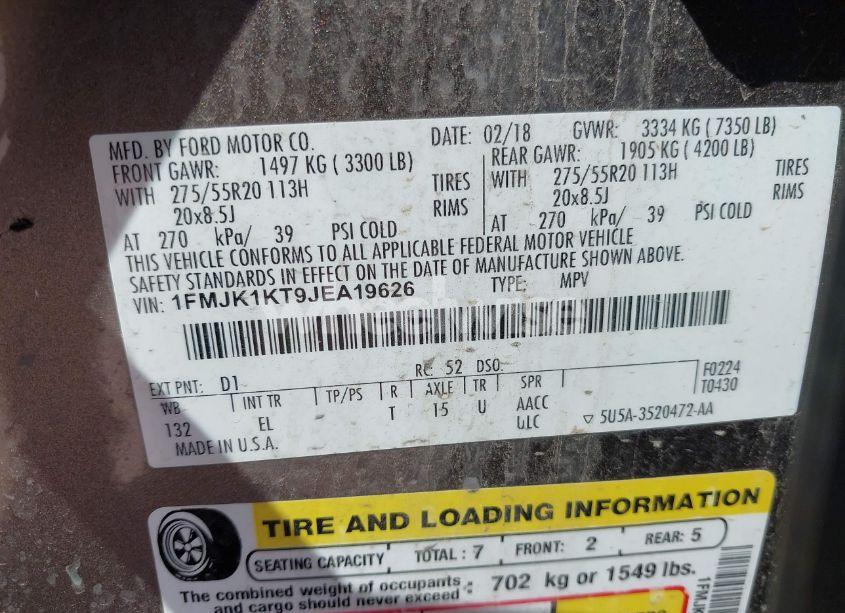 MFD. BY FORD MOTOR CO. DATE: 02/18 GVWR: 3334 KG ( 7350 LB)
FRONT GAWR: 1497 KG ( 3300 LB) REAR GAWR: 1905 KG ( 4200 LB)
WITH 275/55R20 113H TIRES WITH 275/55R20 113H TIRES
20x8.5J RIMS 20x8.5J RIMS
AT 270 kPa/ 39 PSI COLD AT 270 kPa/ 39 PSI COLD
THIS VEHICLE CONFORMS TO ALL APPLICABLE FEDERAL MOTOR VEHICLE
SAFETY STANDARDS IN EFFECT ON THE DATE OF MANUFACTURE SHOWN ABOVE.
VIN: 1FMJK1KT9JEA19626 TYPE: MPV
EXT PNT: D1 RC: 52 DSO: F0224
WB INT TR TP/PS R AXLE TR SPR T0430
132 EL T 15 U AACC
MADE IN U.S.A. ▽ 5U5A-3520472-AA
TIRE AND LOADING INFORMATION
SEATING CAPACITY TOTAL : 7 FRONT: 2 REAR: 5
The combined weight of occupants : 702 kg or 1549 lbs.
and cargo should never exceed